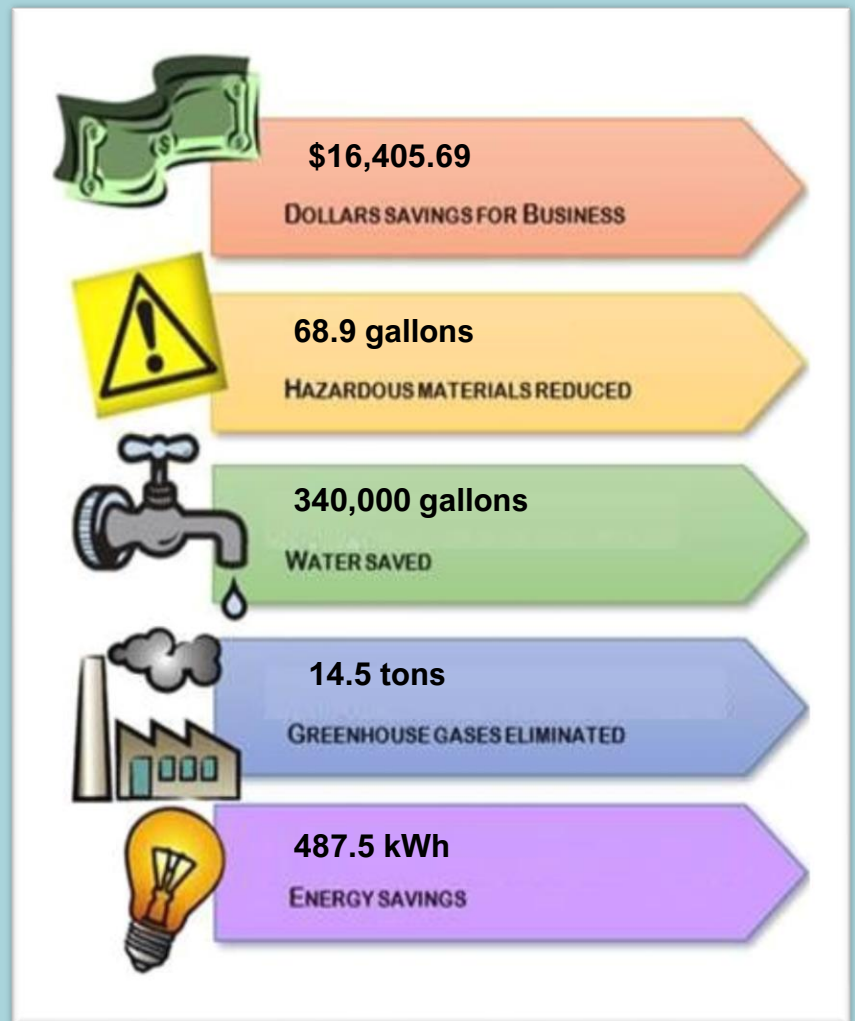 $16,405.69
DOLLARS SAVINGS FOR BUSINESS
68.9 gallons
HAZARDOUS MATERIALS REDUCED
340,000 gallons
WATER SAVED
14.5 tons
GREENHOUSE GASES ELIMINATED
487.5 kWh
ENERGY SAVINGS